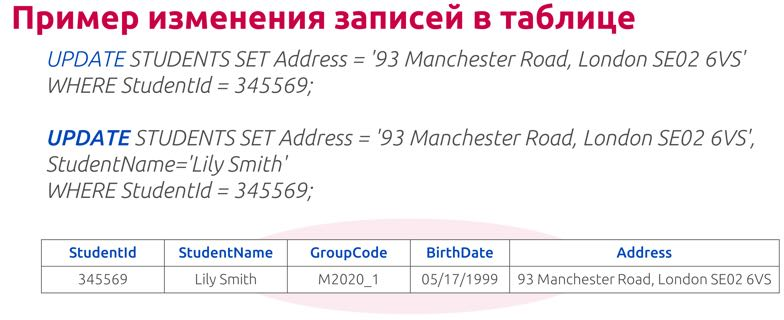 Пример изменения записей в таблице
UPDATE STUDENTS SET Address = '93 Manchester Road, London SE02 6VS'
WHERE StudentId = 345569;
UPDATE STUDENTS SET Address = '93 Manchester Road, London SE02 6VS',
StudentName='Lily Smith'
WHERE StudentId = 345569;
StudentId StudentName GroupCode BirthDate Address
345569 Lily Smith M2020_1 05/17/1999 93 Manchester Road, London SE02 6VS